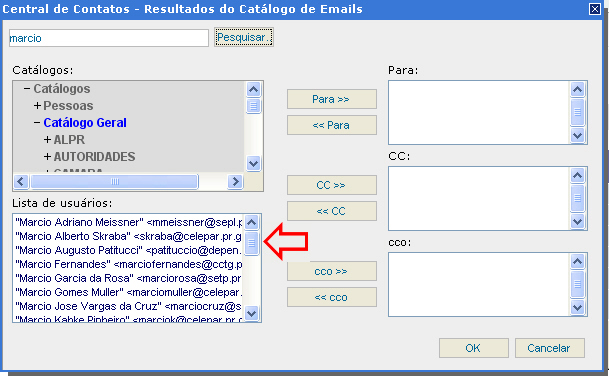 Central de Contatos - Resultados do Catálogo de Emails
marcio
Pesquisar.
Catálogos:
Catálogos
Pessoas
Catálogo Geral
ALPR
AUTORIDADES
CAMARA
Lista de usuários:
"Marcio Adriano Meissner" <mmeissner@sepl.p
"Marcio Alberto Skraba" <skraba@celepar.pr.g
"Marcio Augusto Patitucci" <patituccio@depen.
"Marcio Fernandes" <marciofernandes@cctg.p
"Marcio Garcia da Rosa" <marciorosa@setp.pr
"Marcio Gomes Muller" <marciomuller@celepar
"Marcio Jose Vargas da Cruz" <marciocruz@s
"Marcio Kahke Pinheiro" <marciok@celepar.pr
Para >>
<< Para
CC >>
<< CC
cco >>
<< cco
Para:
CC:
cco:
OK
Cancelar